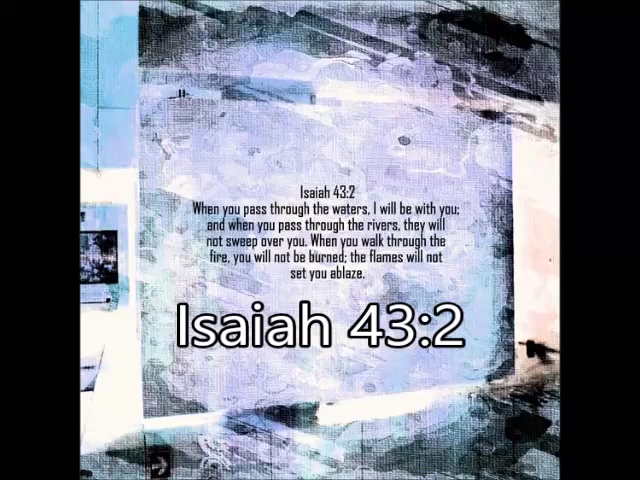 Isaiah 43:2
When you pass through the waters, I will be with you;
and when you pass through the rivers, they will
not sweep over you. When you walk through the
fire, you will not be burned; the flames will not
set you ablaze.
Isaiah 43:2